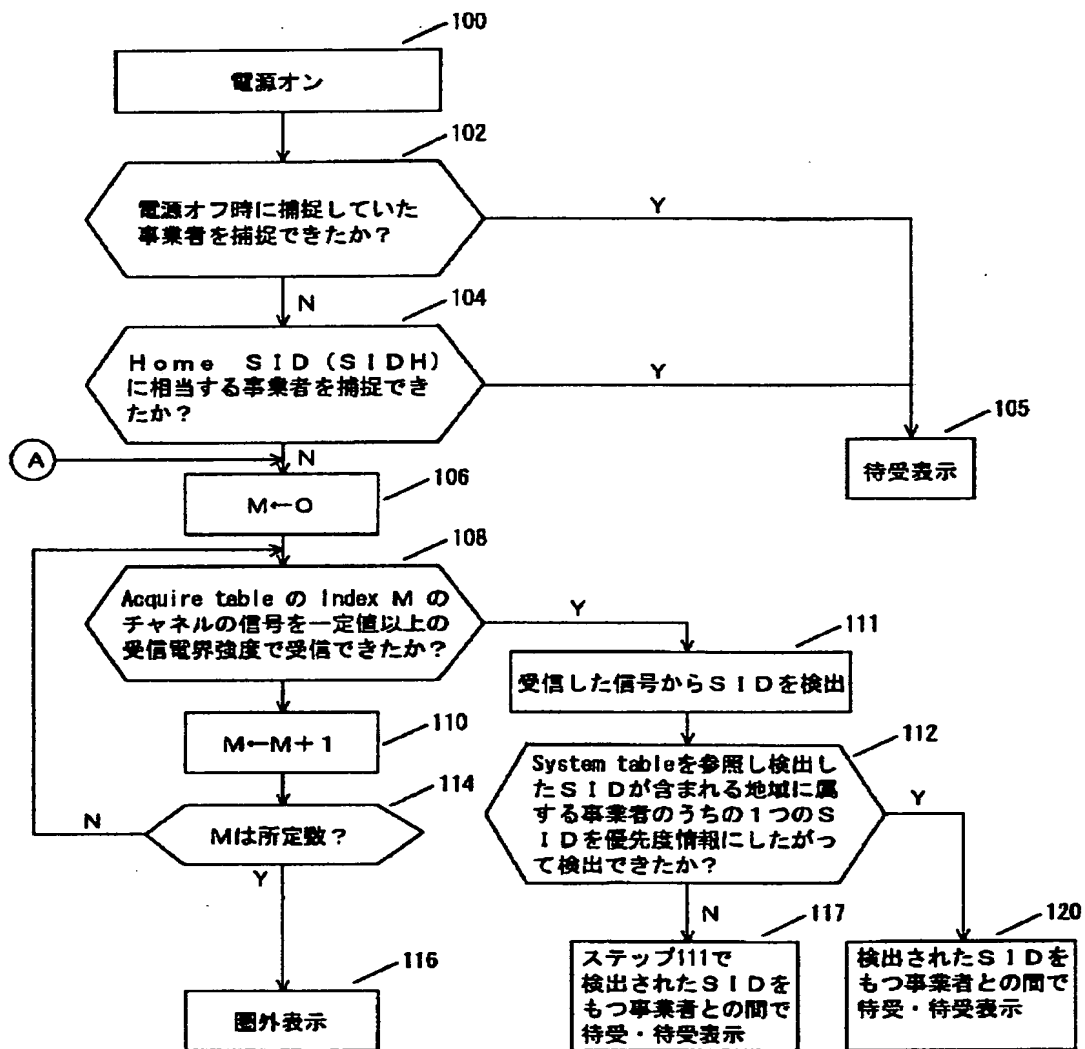 100
電源オン
102
電源オフ時に捕捉していた
事業者を捕捉できたか？
Y
N
104
Ｈｏｍｅ　ＳＩＤ（ＳＩＤＨ）
に相当する事業者を捕捉でき
たか？
Y
105
待受表示
A
N
106
M←0
108
Acquire table の Index M の
チャネルの信号を一定値以上の
受信電界強度で受信できたか？
Y
111
受信した信号からＳＩＤを検出
110
M←M+1
112
System tableを参照し検出し
たＳＩＤが含まれる地域に属
する事業者のうちの１つのＳ
ＩＤを優先度情報にしたがっ
て検出できたか？
Y
114
Mは所定数？
N
Y
N
117
ステップ111で
検出されたＳＩＤを
もつ事業者との間で
待受・待受表示
120
検出されたＳＩＤを
もつ事業者との間で
待受・待受表示
116
圏外表示